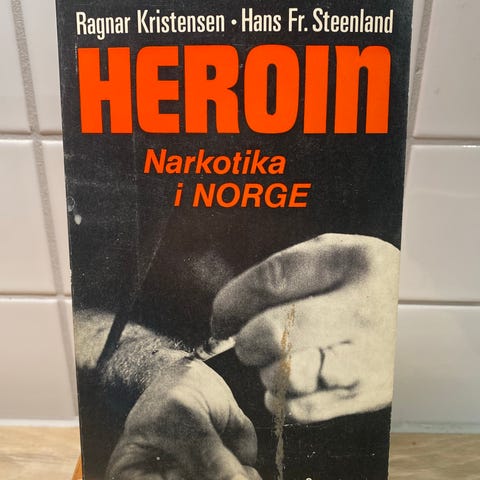 Ragnar Kristensen • Hans Fr. Steenland
HEROIN
Narkotika
i NORGE